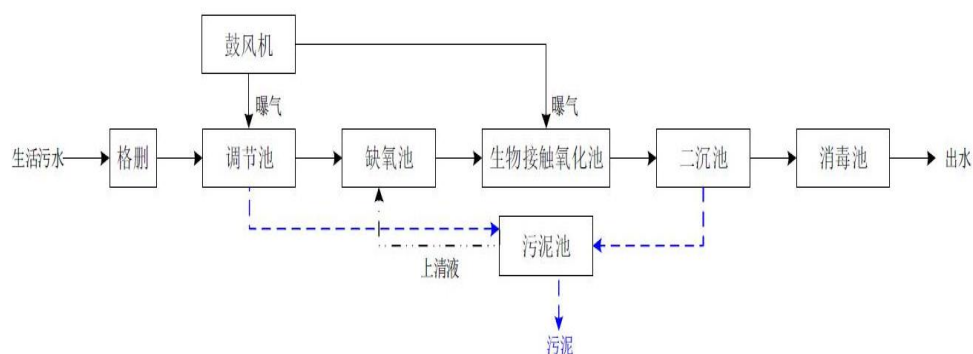 鼓风机
曝气
曝气
生活污水
格删
调节池
缺氧池
生物接触氧化池
二沉池
消毒池
出水
污泥池
上清液
污泥